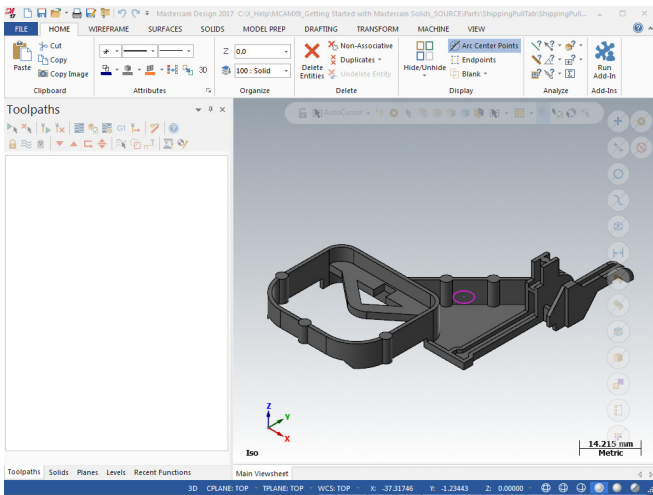 Mastercam Design 2017 C:\X_Help\MCAMX9_Getting Started with Mastercam Solids_SOURCE\Parts\ShippingPullTab\ShippingPull...
FILE HOME WIREFRAME SURFACES SOLIDS MODEL PREP DRAFTING TRANSFORM MACHINE VIEW
Paste
Cut
Copy
Copy Image
Clipboard
3D
Attributes
Z 0.0
100 : Solid
Organize
Delete Entities
Non-Associative
Duplicates
Undelete Entity
Delete
Hide/Unhide
Arc Center Points
Endpoints
Blank
Display
Analyze
Run Add-In
Add-Ins
Toolpaths
G1
AutoCursor
Z
Y
X
Iso
14.215 mm
Metric
Toolpaths Solids Planes Levels Recent Functions
Main Viewsheet
3D CPLANE: TOP TPLANE: TOP WCS: TOP X: -37.31746 Y: -1.23443 Z: 0.00000